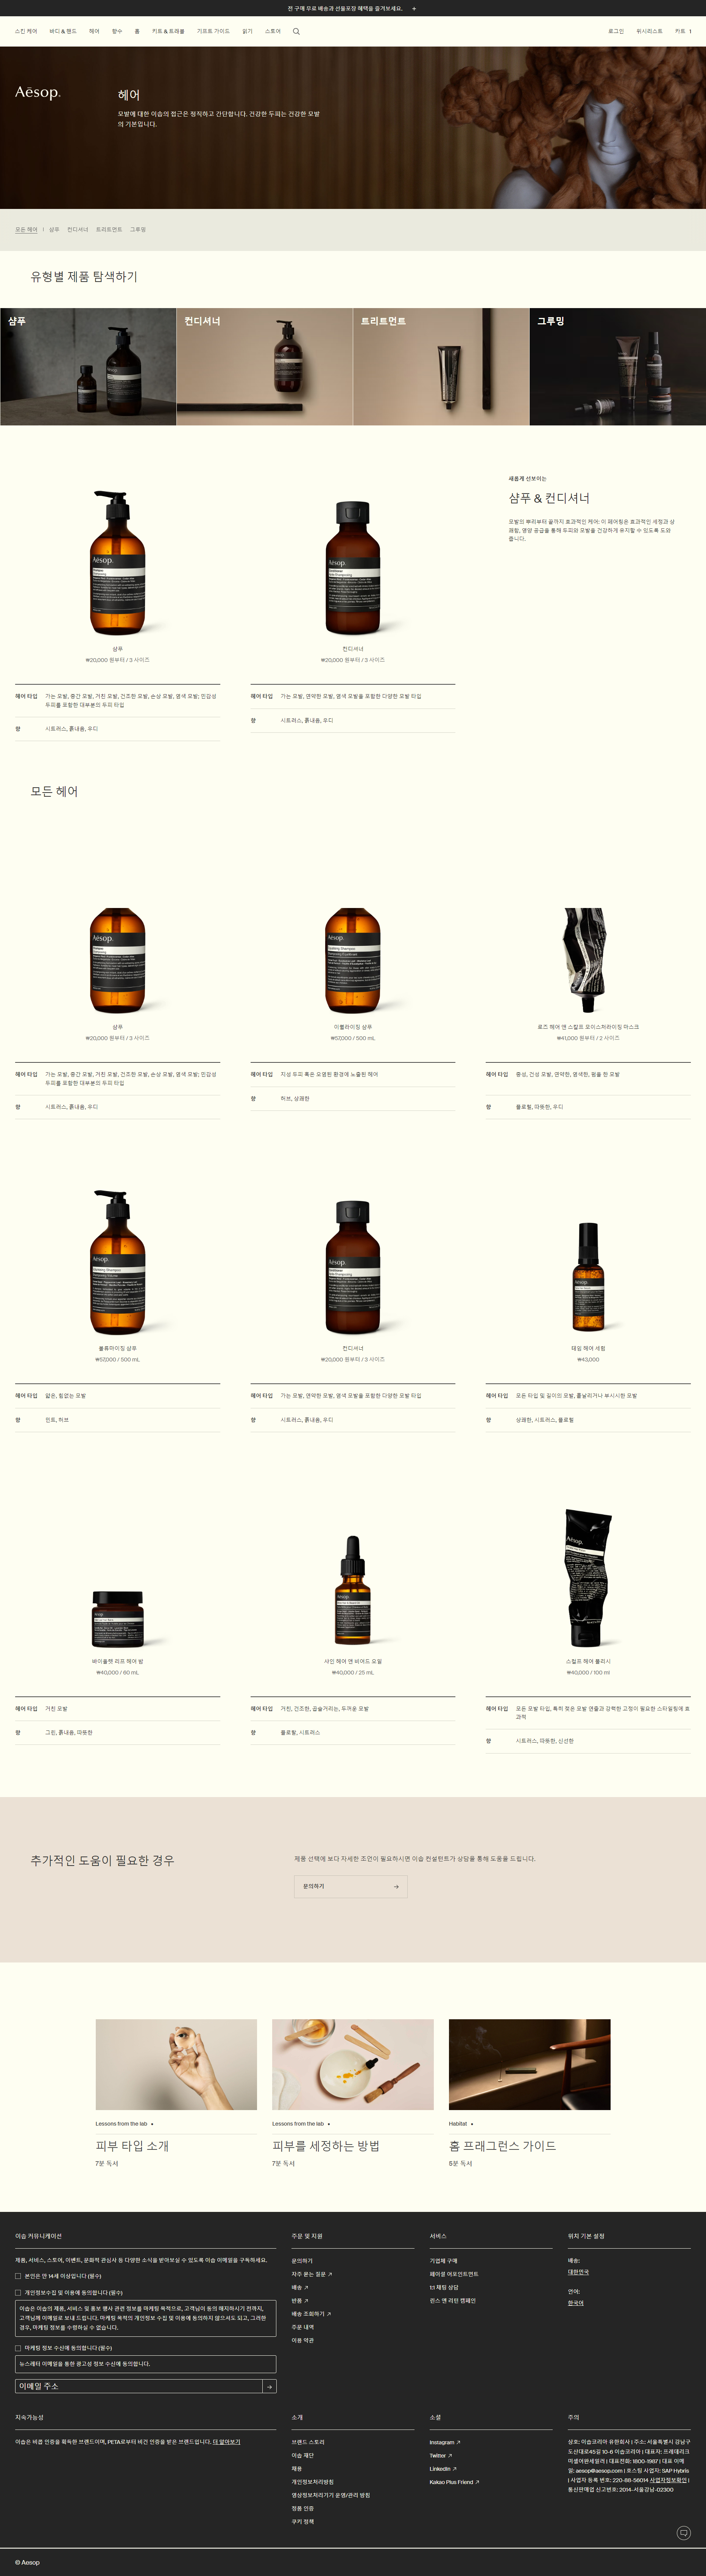 전 구매 무료 배송과 선물포장 혜택을 즐겨보세요. +
스킨 케어 바디 & 핸드 헤어 향수 홈 키트 & 트래블 기프트 가이드 읽기 스토어
로그인 위시리스트 카트 1
Aēsop.
헤어
모발에 대한 이솝의 접근은 정직하고 간단합니다. 건강한 두피는 건강한 모발
의 기본입니다.
모든 헤어 | 샴푸 컨디셔너 트리트먼트 그루밍
유형별 제품 탐색하기
샴푸 컨디셔너 트리트먼트 그루밍
새롭게 선보이는
샴푸 & 컨디셔너
모발의 뿌리부터 끝까지 효과적인 케어: 이 페어링은 효과적인 세정과 상
쾌함, 영양 공급을 통해 두피와 모발을 건강하게 유지할 수 있도록 도와
줍니다.
샴푸
₩20,000 원부터 / 3 사이즈
헤어 타입 가는 모발, 중간 모발, 거친 모발, 건조한 모발, 손상 모발, 염색 모발; 민감성
두피를 포함한 대부분의 두피 타입
향 시트러스, 흙내음, 우디
컨디셔너
₩20,000 원부터 / 3 사이즈
헤어 타입 가는 모발, 연약한 모발, 염색 모발을 포함한 다양한 모발 타입
향 시트러스, 흙내음, 우디
모든 헤어
샴푸
₩20,000 원부터 / 3 사이즈
헤어 타입 가는 모발, 중간 모발, 거친 모발, 건조한 모발, 손상 모발, 염색 모발; 민감성
두피를 포함한 대부분의 두피 타입
향 시트러스, 흙내음, 우디
이퀄라이징 샴푸
₩57,000 / 500 mL
헤어 타입 지성 두피 혹은 오염된 환경에 노출된 헤어
향 허브, 상쾌한
로즈 헤어 앤 스칼프 모이스처라이징 마스크
₩41,000 원부터 / 2 사이즈
헤어 타입 중성, 건성 모발, 연약한, 염색한, 펌을 한 모발
향 플로럴, 따뜻한, 우디
볼류마이징 샴푸
₩57,000 / 500 mL
헤어 타입 얇은, 힘없는 모발
향 민트, 허브
컨디셔너
₩20,000 원부터 / 3 사이즈
헤어 타입 가는 모발, 연약한 모발, 염색 모발을 포함한 다양한 모발 타입
향 시트러스, 흙내음, 우디
테임 헤어 세럼
₩43,000
헤어 타입 모든 타입 및 길이의 모발, 흩날리거나 부시시한 모발
향 상쾌한, 시트러스, 플로럴
바이올렛 리프 헤어 밤
₩40,000 / 60 mL
헤어 타입 거친 모발
향 그린, 흙내음, 따뜻한
샤인 헤어 앤 비어드 오일
₩40,000 / 25 mL
헤어 타입 거친, 건조한, 곱슬거리는, 두꺼운 모발
향 플로럴, 시트러스
스컬프 헤어 폴리시
₩40,000 / 100 ml
헤어 타입 모든 모발 타입, 특히 젖은 모발 연출과 강력한 고정이 필요한 스타일링에 효
과적
향 시트러스, 따뜻한, 신선한
추가적인 도움이 필요한 경우
제품 선택에 보다 자세한 조언이 필요하시면 이솝 컨설턴트가 상담을 통해 도움을 드립니다.
문의하기 →
Lessons from the lab •
피부 타입 소개
7분 독서
Lessons from the lab •
피부를 세정하는 방법
7분 독서
Habitat •
홈 프래그런스 가이드
5분 독서
이솝 커뮤니케이션
제품, 서비스, 스토어, 이벤트, 문화적 관심사 등 다양한 소식을 받아보실 수 있도록 이솝 이메일을 구독하세요.
본인은 만 14세 이상입니다 (필수)
개인정보수집 및 이용에 동의합니다 (필수)
이솝은 이솝의 제품, 서비스 및 홍보 행사 관련 정보를 마케팅 목적으로, 고객님이 동의 해지하시기 전까지,
고객님께 이메일로 보내 드립니다. 마케팅 목적의 개인정보 수집 및 이용에 동의하지 않으셔도 되고, 그러한
경우, 마케팅 정보를 수령하실 수 없습니다.
마케팅 정보 수신에 동의합니다 (필수)
뉴스레터 이메일을 통한 광고성 정보 수신에 동의합니다.
이메일 주소 →
주문 및 지원
문의하기
자주 묻는 질문 ↗
배송 ↗
반품 ↗
배송 조회하기 ↗
주문 내역
이용 약관
서비스
기업체 구매
페이셜 어포인트먼트
1:1 채팅 상담
린스 앤 리턴 캠페인
위치 기본 설정
배송:
대한민국
언어:
한국어
지속가능성
이솝은 비콥 인증을 획득한 브랜드이며, PETA로부터 비건 인증을 받은 브랜드입니다. 더 알아보기
소개
브랜드 스토리
이솝 재단
채용
개인정보처리방침
영상정보처리기기 운영/관리 방침
정품 인증
쿠키 정책
소셜
Instagram ↗
Twitter ↗
LinkedIn ↗
Kakao Plus Friend ↗
주의
상호: 이솝코리아 유한회사 | 주소: 서울특별시 강남구
도산대로45길 10-6 이솝코리아 | 대표자: 프레데리크
마셀어완세빌러 | 대표전화: 1800-1987 | 대표 이메
일: aesop@aesop.com | 호스팅 사업자: SAP Hybris
| 사업자 등록 번호: 220-88-56014 사업자정보확인 |
통신판매업 신고번호: 2014-서울강남-02300
© Aesop